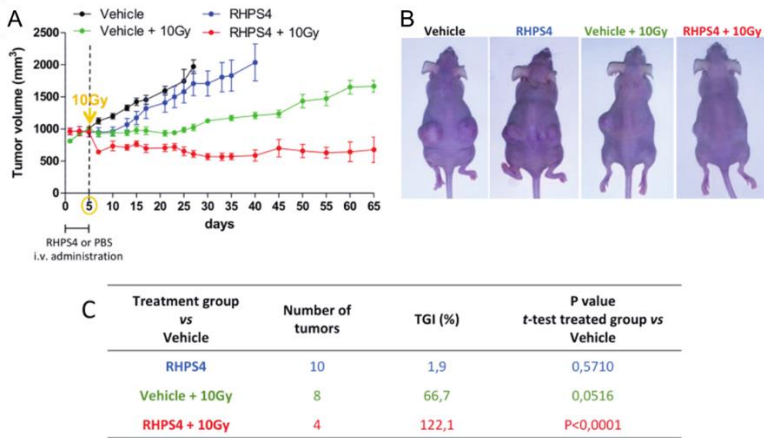 A
Vehicle
RHPS4
Vehicle + 10Gy
RHPS4 + 10Gy
Tumor volume (mm³)
2500
2000
1500
1000
500
0
10Gy
0 5 10 15 20 25 30 35 40 45 50 55 60 65
days
RHPS4 or PBS
i.v. administration
B
Vehicle RHPS4 Vehicle + 10Gy RHPS4 + 10Gy
C
Treatment group
vs
Vehicle
Number of
tumors
TGI (%)
P value
t-test treated group vs
Vehicle
RHPS4 10 1,9 0,5710
Vehicle + 10Gy 8 66,7 0,0516
RHPS4 + 10Gy 4 122,1 P<0,0001